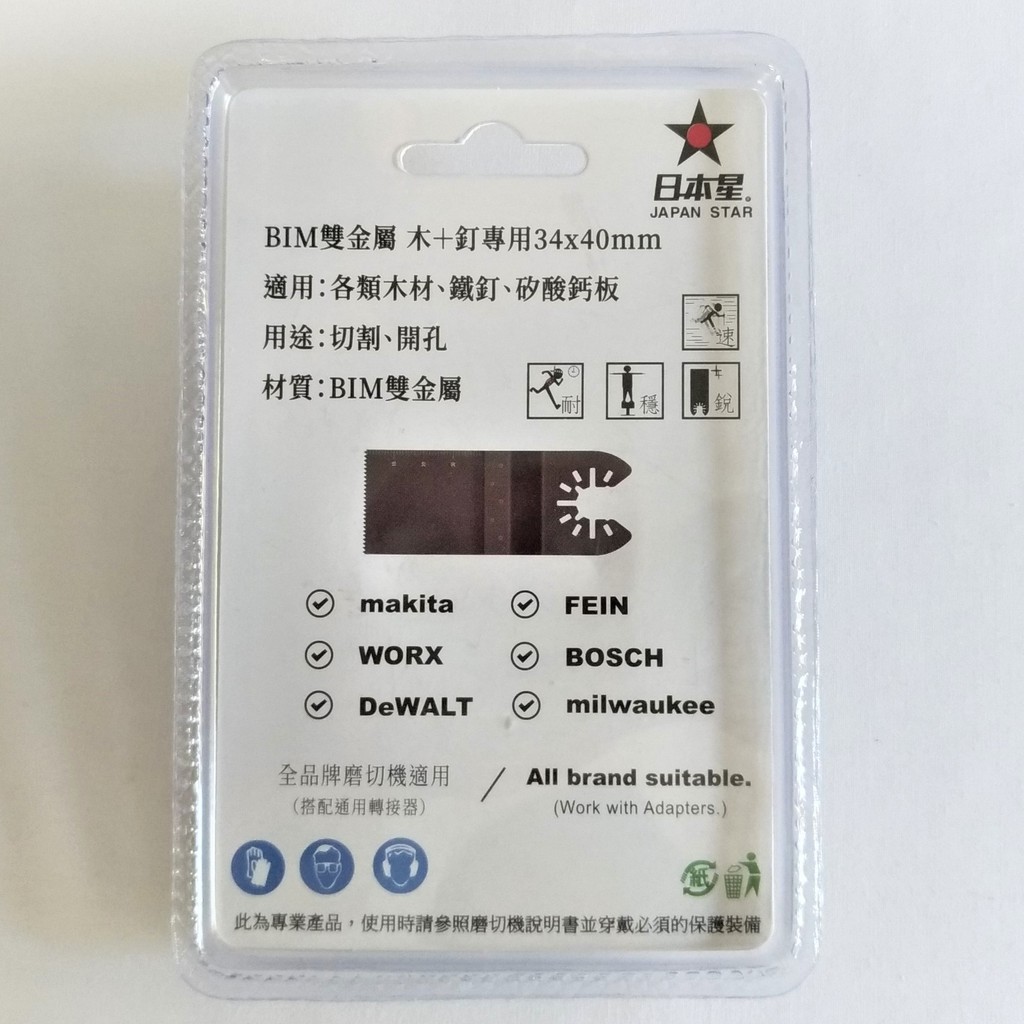 日本星。
JAPAN STAR
BIM雙金屬 木+釘專用34x40mm
適用:各類木材、鐵釘、矽酸鈣板
用途:切割、開孔
材質:BIM雙金屬
速
耐
穩
銳
makita
FEIN
WORX
BOSCH
DeWALT
milwaukee
全品牌磨切機適用 / All brand suitable.
(搭配通用轉接器)
(Work with Adapters.)
紙
此為專業產品,使用時請參照磨切機說明書並穿戴必須的保護裝備